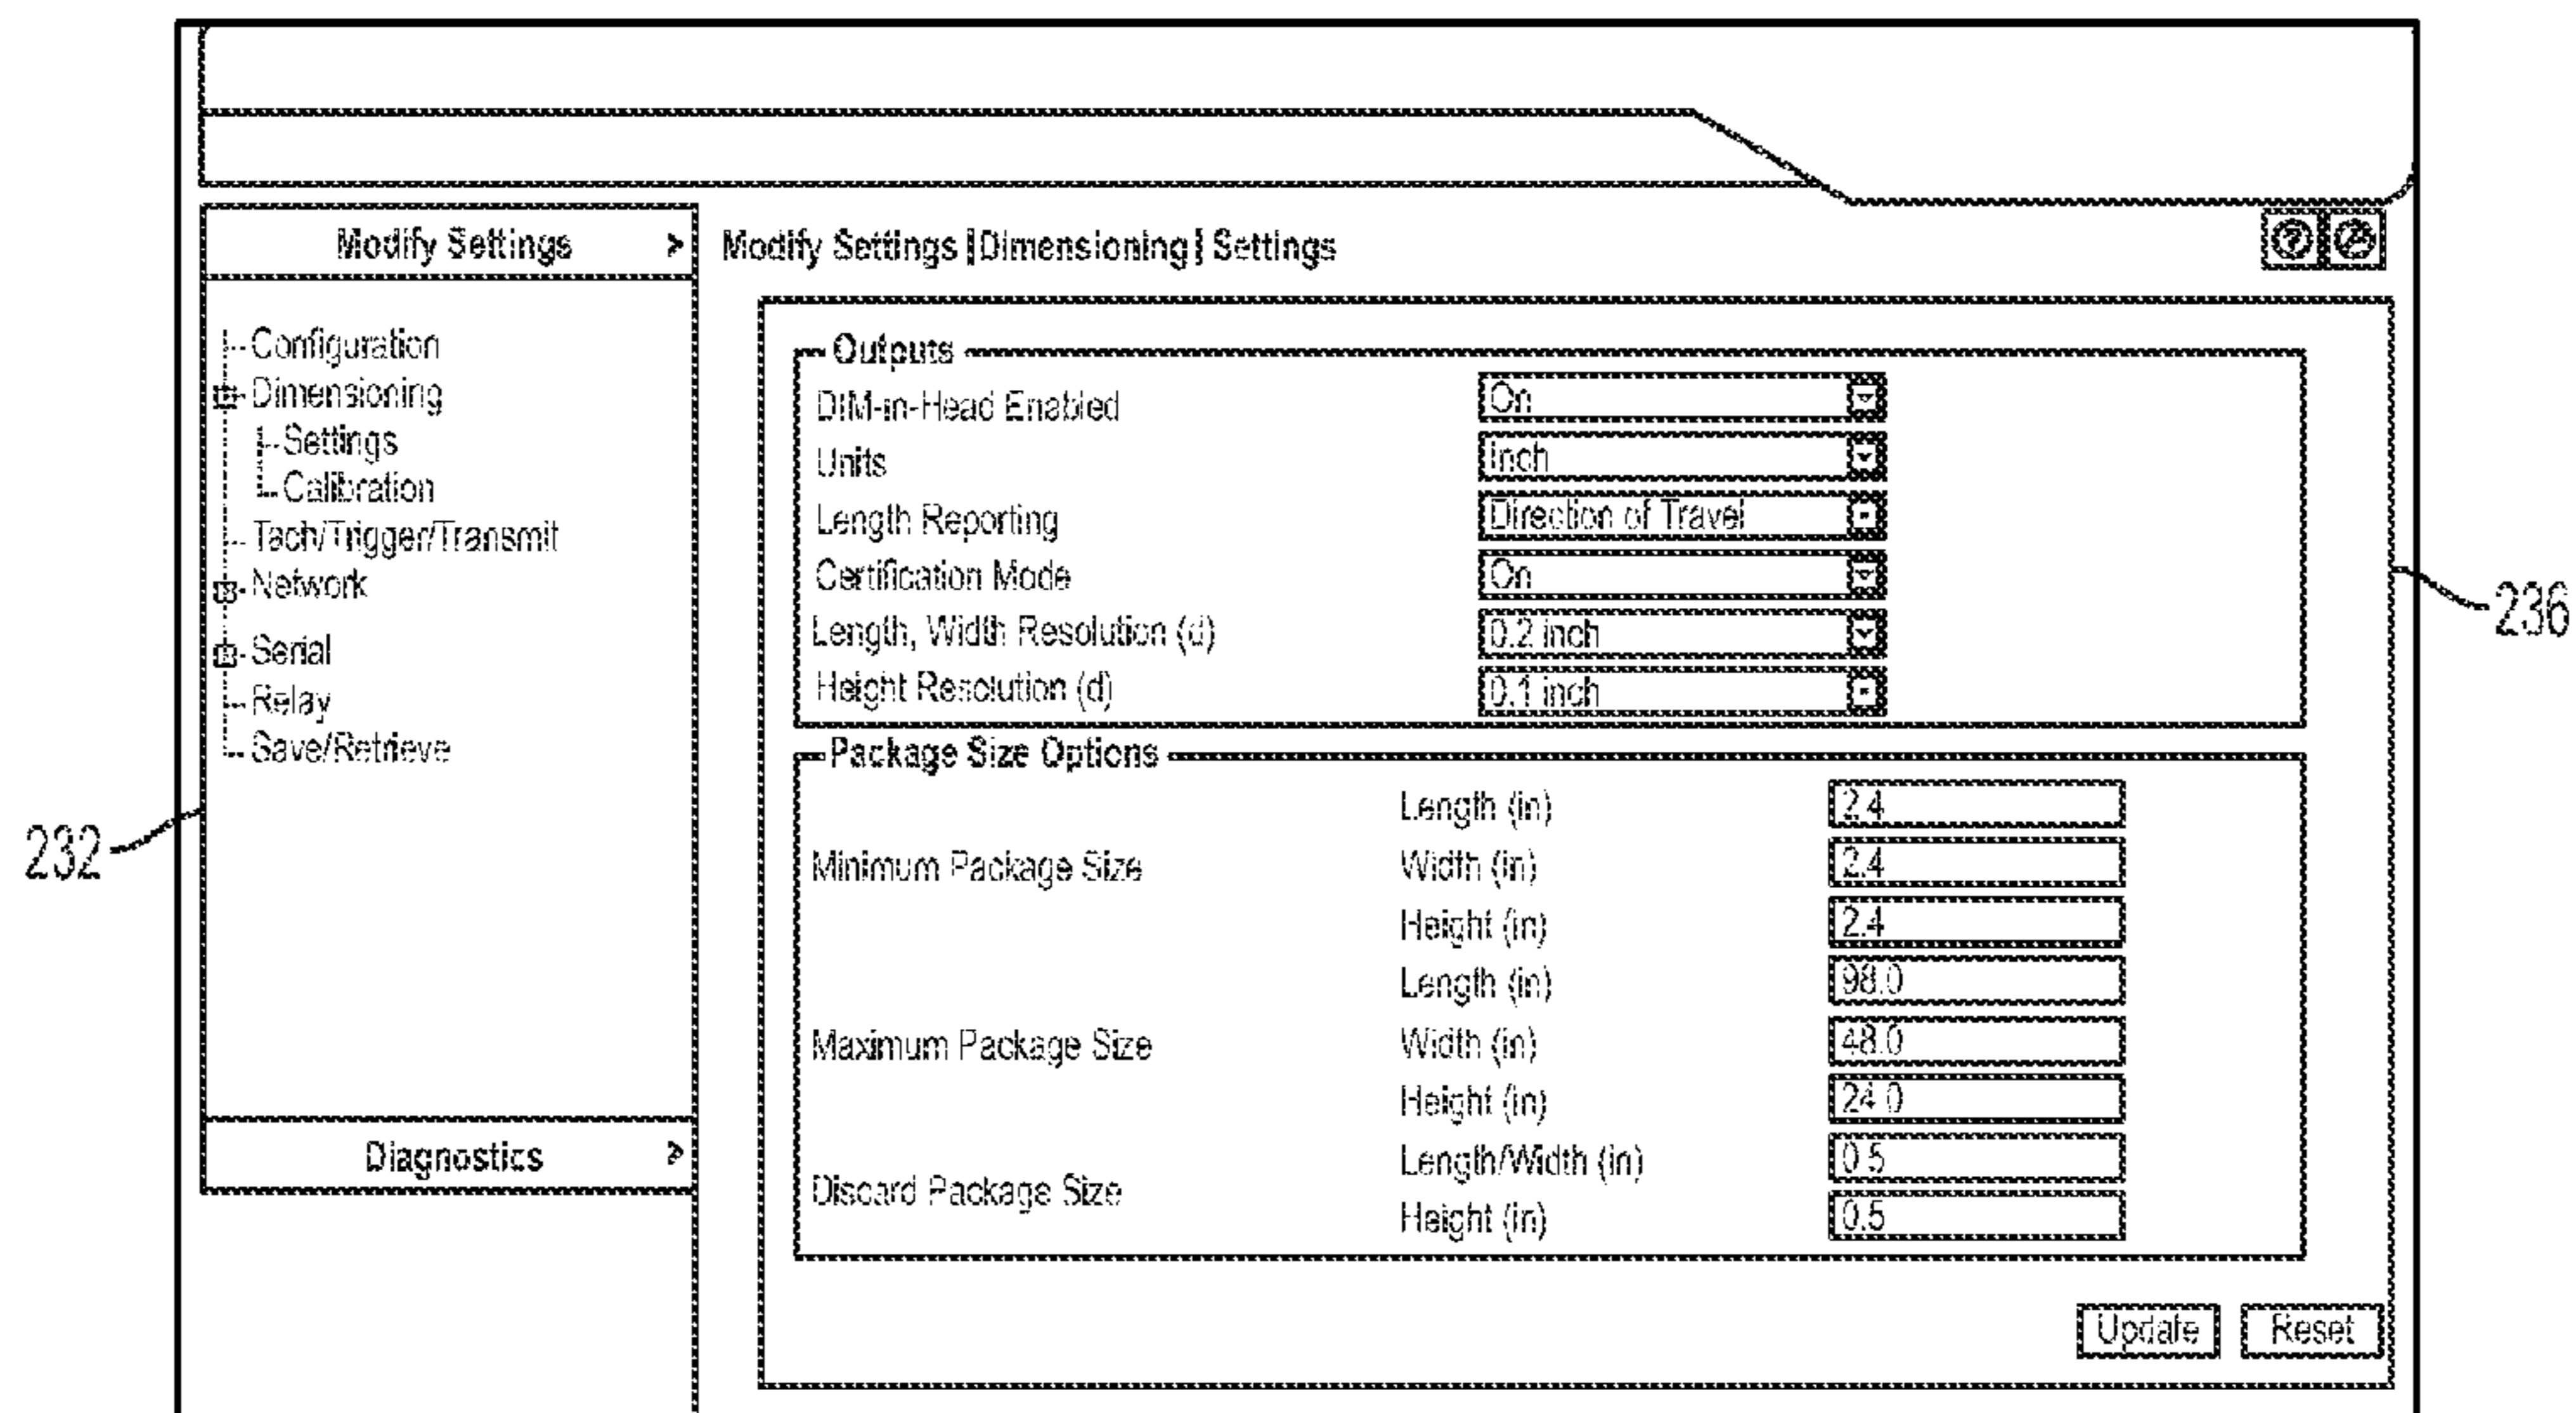 Modify Settings >
Configuration
Dimensioning
Settings
Calibration
Tach/Trigger/Transmit
Network
Serial
Relay
Save/Retrieve
Diagnostics >
232
Modify Settings |Dimensioning| Settings
Outputs
DIM-in-Head Enabled On
Units Inch
Length Reporting Direction of Travel
Certification Mode On
Length, Width Resolution (d) 0.2 inch
Height Resolution (d) 0.1 inch
Package Size Options
Minimum Package Size
Length (in) 2.4
Width (in) 2.4
Height (in) 2.4
Maximum Package Size
Length (in) 98.0
Width (in) 48.0
Height (in) 24.0
Discard Package Size
Length/Width (in) 0.5
Height (in) 0.5
Update Reset
236